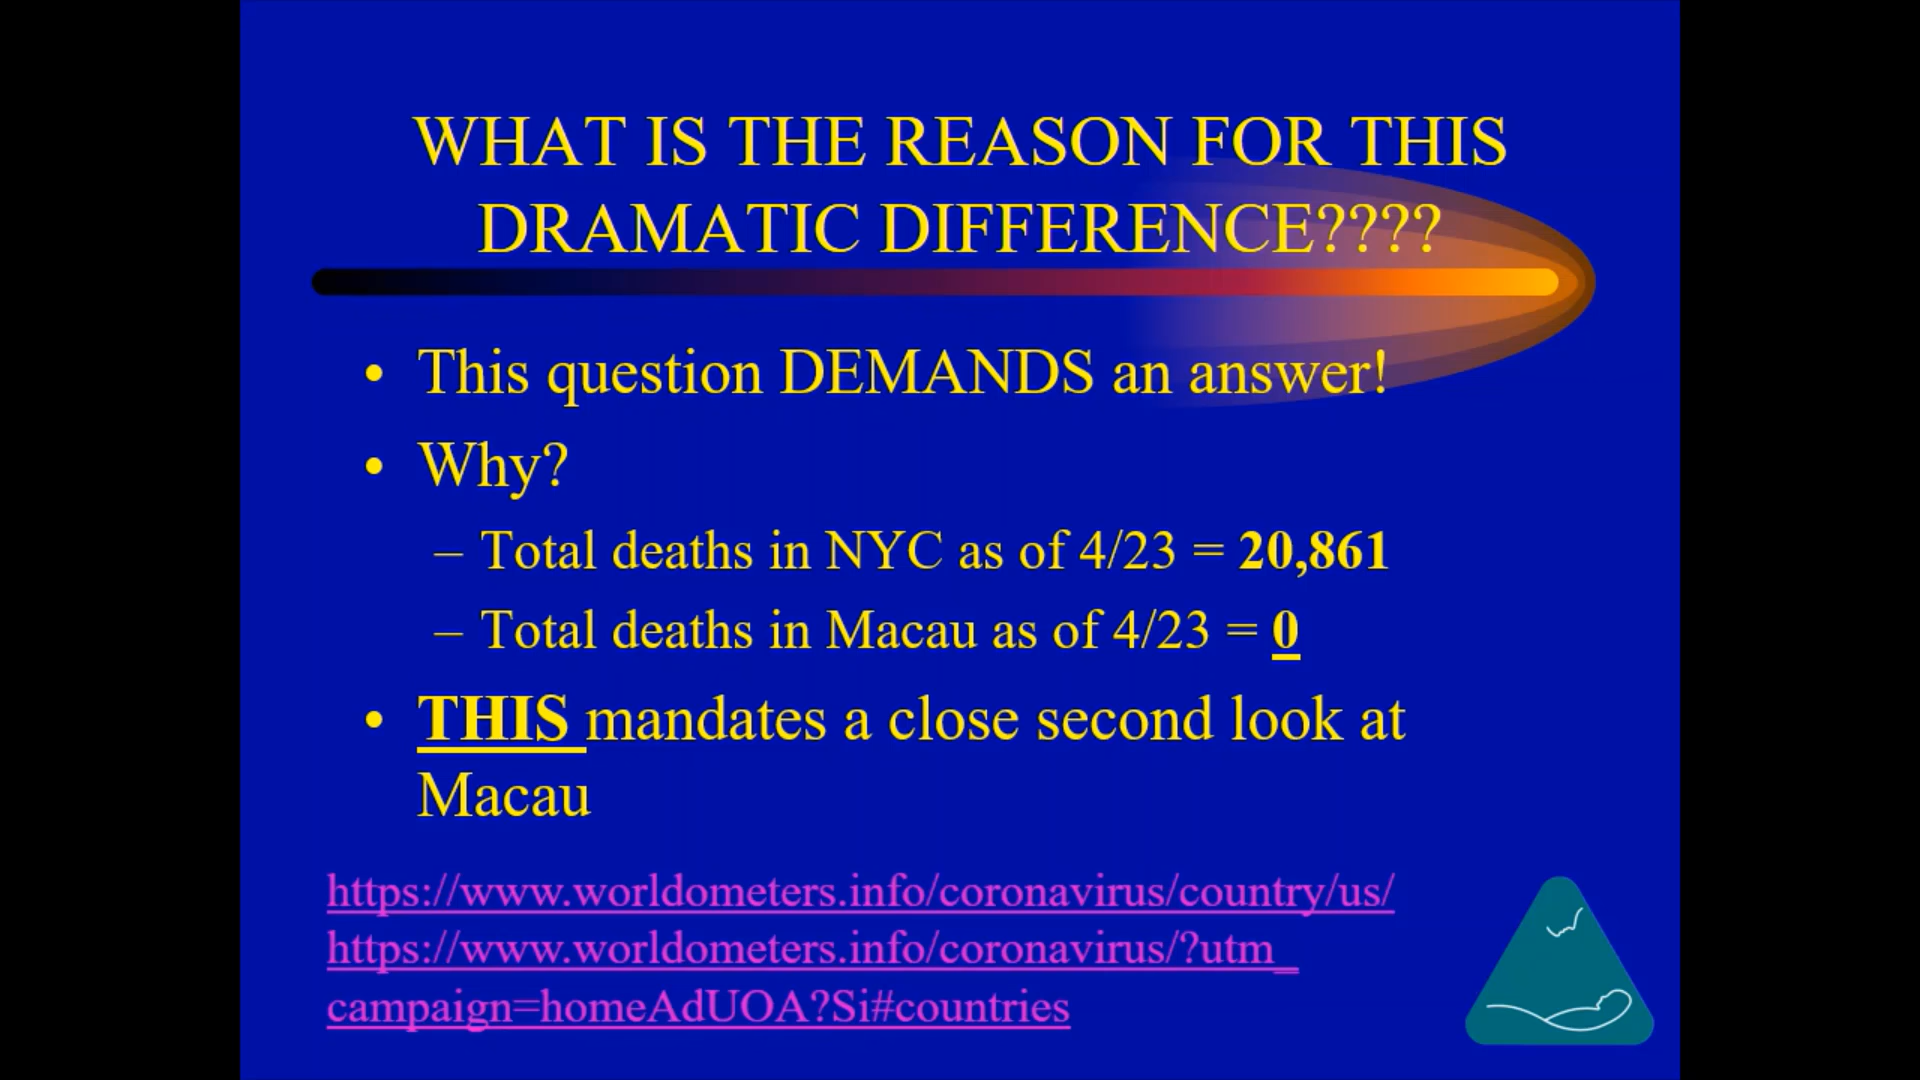 WHAT IS THE REASON FOR THIS
DRAMATIC DIFFERENCE????
• This question DEMANDS an answer!
• Why?
– Total deaths in NYC as of 4/23 = 20,861
– Total deaths in Macau as of 4/23 = 0
• THIS mandates a close second look at
Macau
https://www.worldometers.info/coronavirus/country/us/
https://www.worldometers.info/coronavirus/?utm_
campaign=homeAdUOA?Si#countries